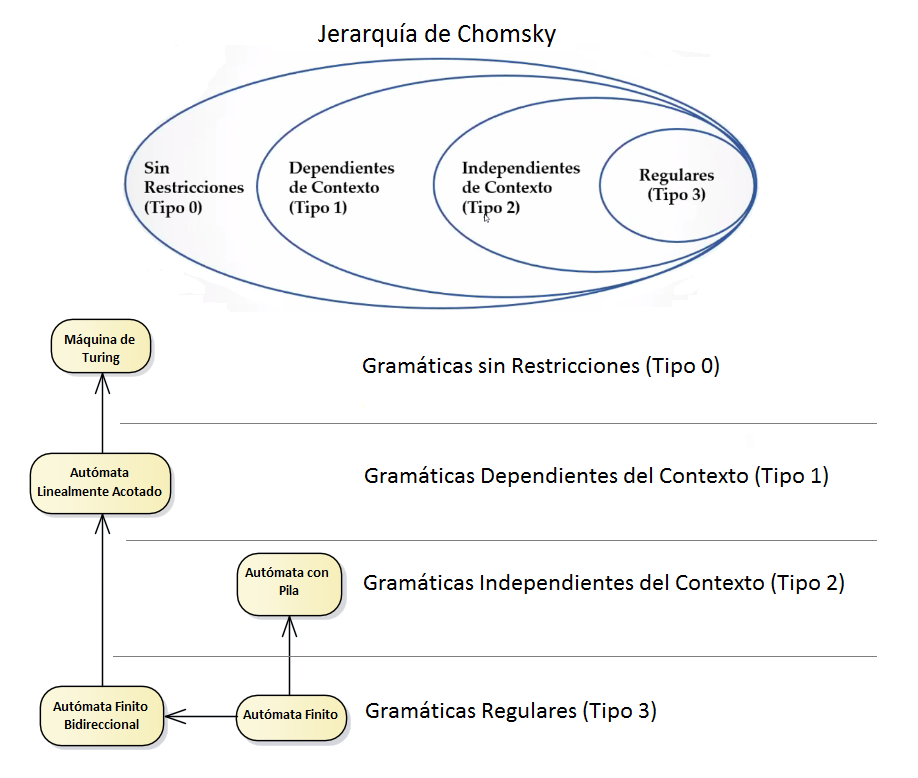 Jerarquía de Chomsky
Sin
Restricciones
(Tipo 0)
Dependientes
de Contexto
(Tipo 1)
Independientes
de Contexto
(Tipo 2)
Regulares
(Tipo 3)
Máquina de
Turing
Gramáticas sin Restricciones (Tipo 0)
Autómata
Linealmente Acotado
Gramáticas Dependientes del Contexto (Tipo 1)
Autómata con
Pila
Gramáticas Independientes del Contexto (Tipo 2)
Autómata Finito
Bidireccional
Autómata Finito
Gramáticas Regulares (Tipo 3)